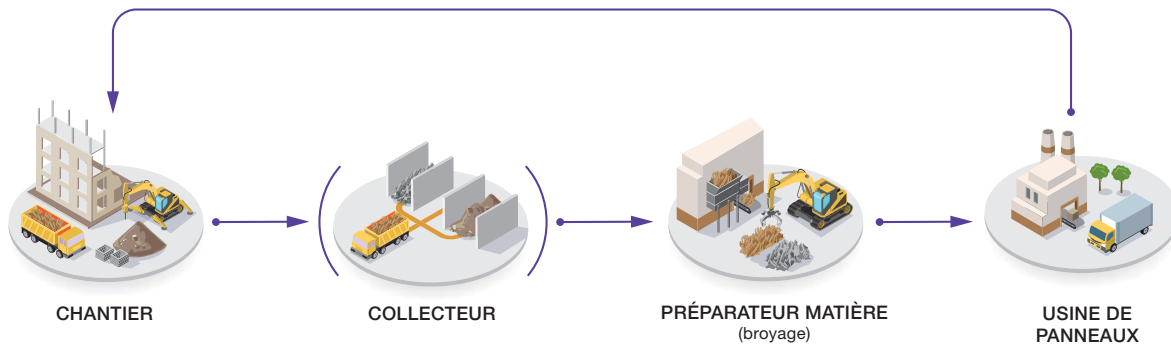 CHANTIER
COLLECTEUR
PRÉPARATEUR MATIÈRE
(broyage)
USINE DE
PANNEAUX